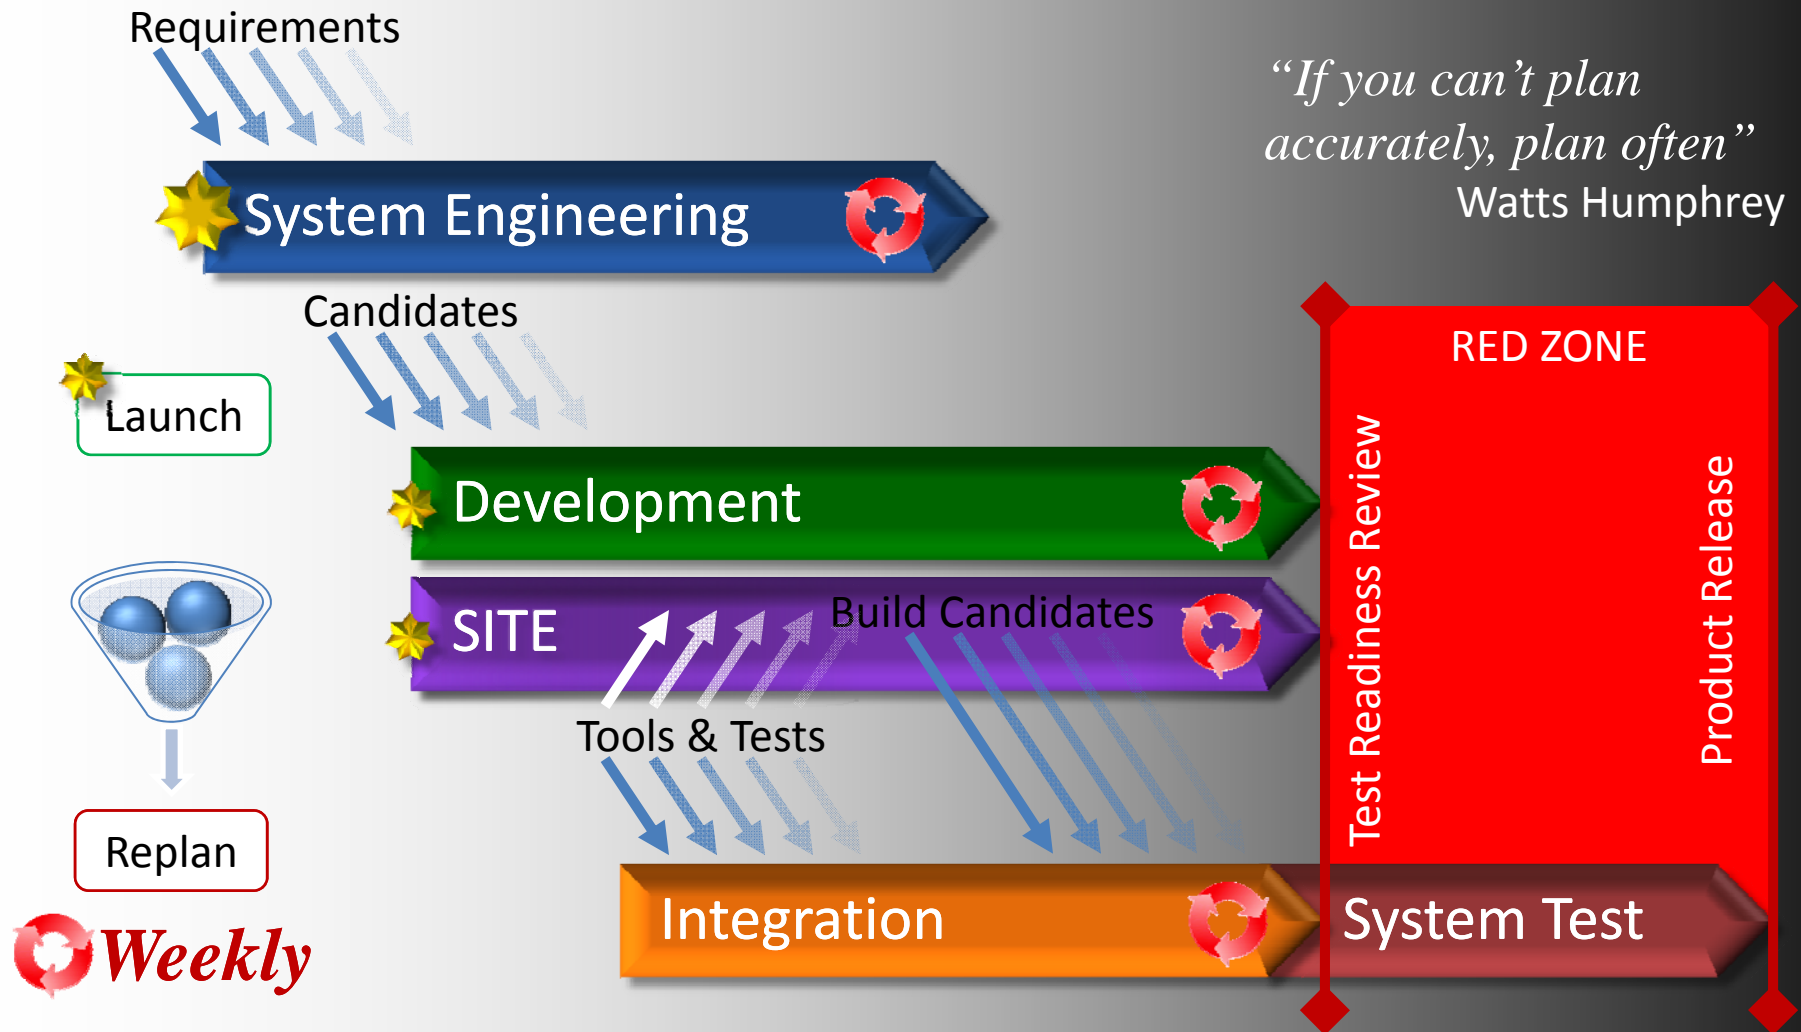 Requirements
“If you can’t plan
accurately, plan often”
Watts Humphrey
System Engineering
Candidates
RED ZONE
Launch
Development
Test Readiness Review
Product Release
SITE
Build Candidates
Tools & Tests
Replan
Integration
System Test
Weekly